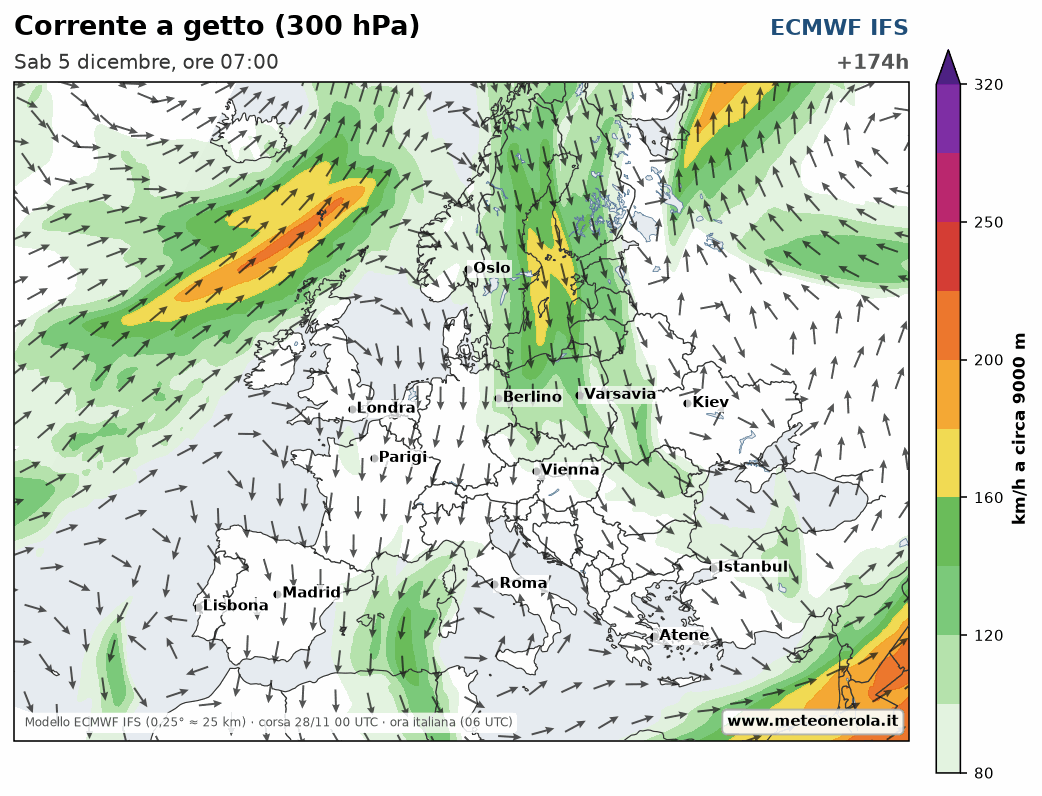 Corrente a getto (300 hPa)
ECMWF IFS
Sab 5 dicembre, ore 07:00
+174h
320
250
200
160
120
80
km/h a circa 9000 m
Oslo
Berlino
Varsavia
Kiev
Londra
Parigi
Vienna
Istanbul
Roma
Madrid
Lisbona
Atene
Modello ECMWF IFS (0,25° ≈ 25 km) · corsa 28/11 00 UTC · ora italiana (06 UTC)
www.meteonerola.it